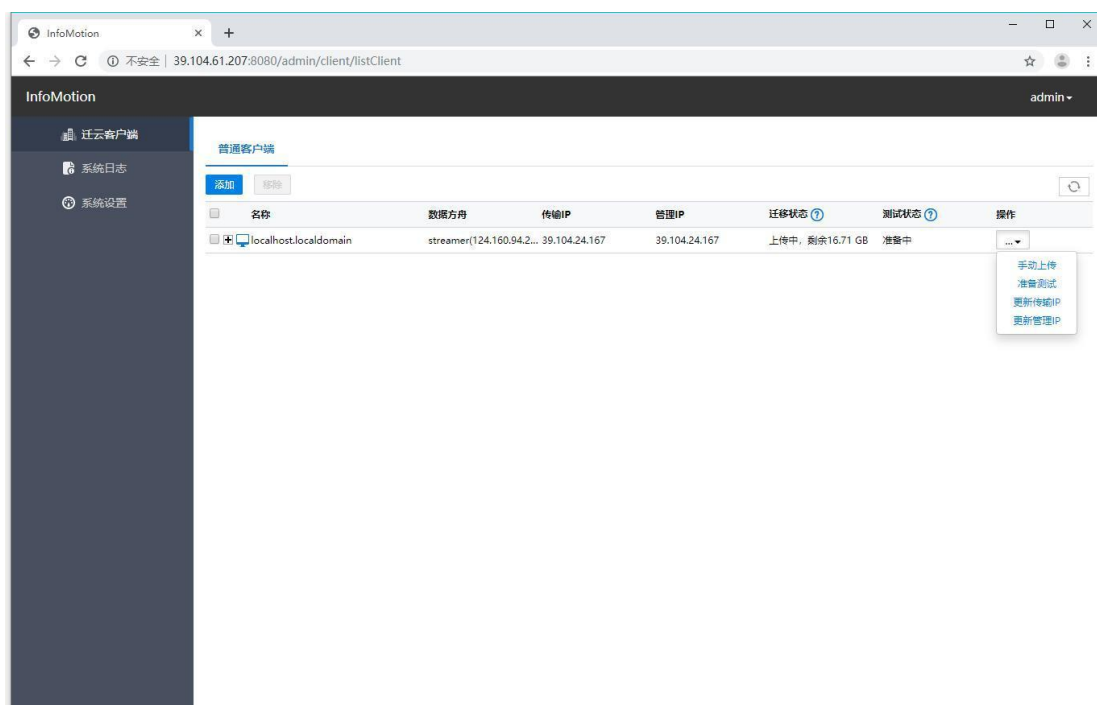 InfoMotion
不安全 | 39.104.61.207:8080/admin/client/listClient
InfoMotion admin
迁云客户端
系统日志
系统设置
普通客户端
添加 移除
名称 数据方舟 传输IP 管理IP 迁移状态 ? 测试状态 ? 操作
localhost.localdomain streamer(124.160.94.2... 39.104.24.167 39.104.24.167 上传中, 剩余16.71 GB 准备中 ...
手动上传
准备测试
更新传输IP
更新管理IP